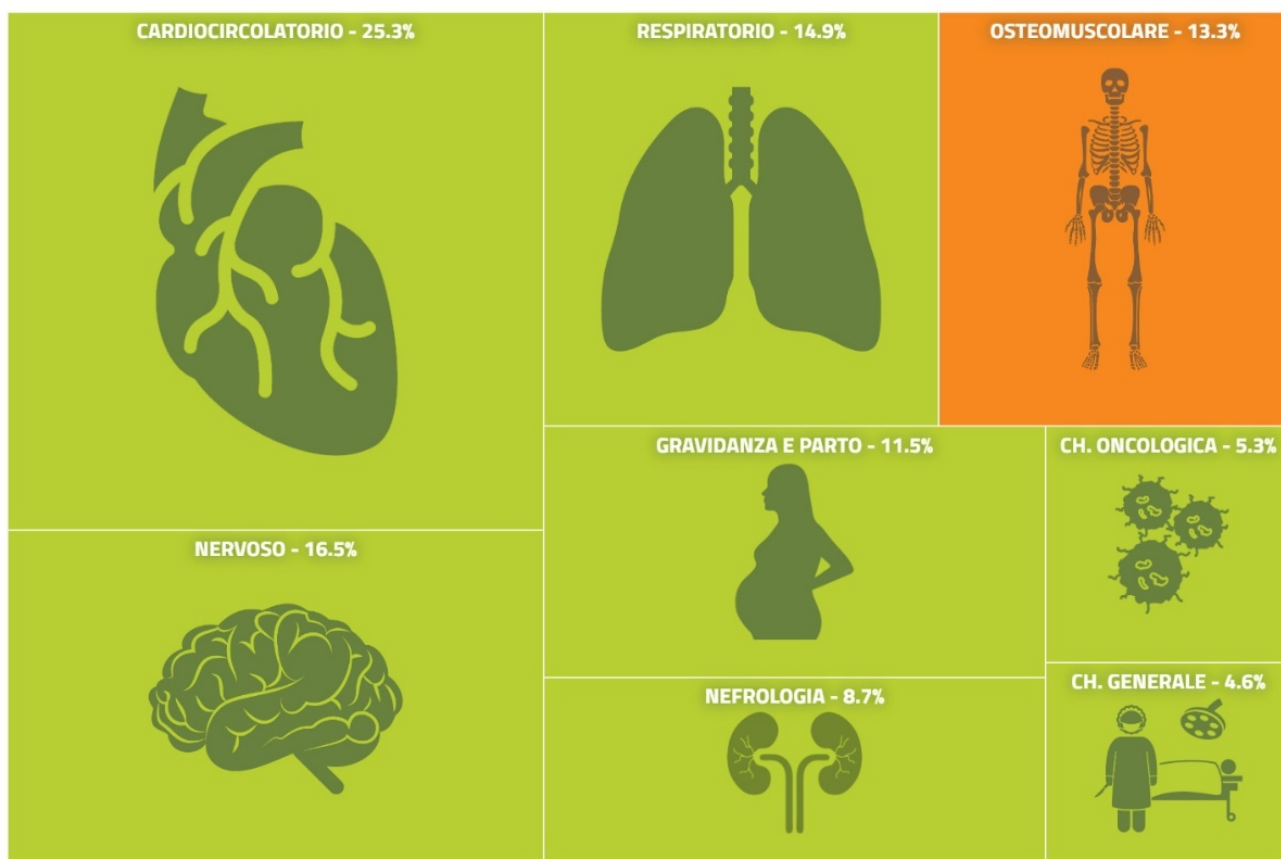 CARDIOCIRCOLATORIO - 25.3%
RESPIRATORIO - 14.9%
OSTEOMUSCOLARE - 13.3%
GRAVIDANZA E PARTO - 11.5%
CH. ONCOLOGICA - 5.3%
NERVOSO - 16.5%
NEFROLOGIA - 8.7%
CH. GENERALE - 4.6%